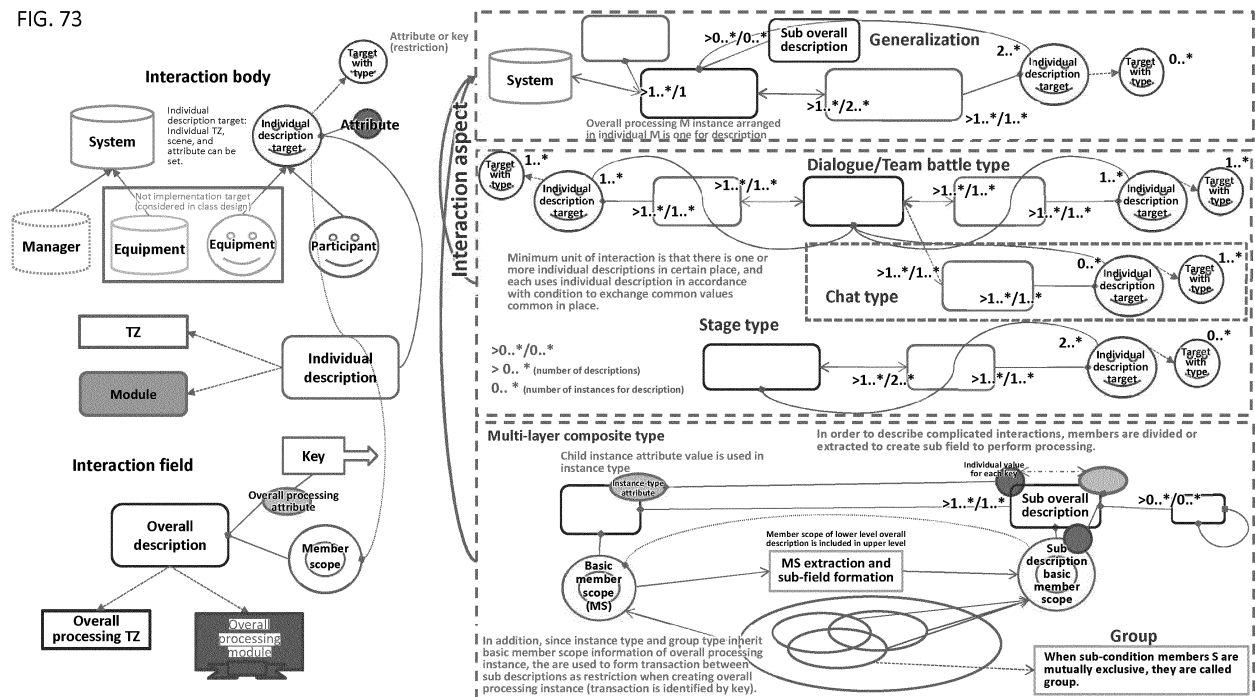 FIG. 73
Interaction body
Attribute or key
(restriction)
Target
with
type
System
Individual
description target:
Individual TZ,
scene, and
attribute can be
set.
Individual
description
target
Attribute
Not implementation target
(considered in class design)
Manager
Equipment
Equipment
Participant
TZ
Module
Individual
description
Interaction field
Key
Overall processing
attribute
Overall
description
Member
scope
Overall
processing TZ
Overall
processing
module
Interaction aspect
System
>0..*/0..*
Sub overall
description
Generalization
2..*
Individual
description
target
Target
with
type
0..*
>1..*/1
>1..*/2..*
>1..*/1..*
Overall processing M instance arranged
in individual M is one for description
Dialogue/Team battle type
Target
with
type
1..*
Individual
description
target
1..*
>1..*/1..*
>1..*/1..*
>1..*/1..*
>1..*/1..*
1..*
Individual
description
target
1..*
Target
with
type
Minimum unit of interaction is that there is one or
more individual descriptions in certain place, and
each uses individual description in accordance
with condition to exchange common values
common in place.
>1..*/1..*
Chat type
>1..*/1..*
0..*
Individual
description
target
1..*
Target
with
type
Stage type
>0..*/0..*
> 0..* (number of descriptions)
0..* (number of instances for description)
>1..*/2..*
>1..*/1..*
2..*
Individual
description
target
0..*
Target
with
type
Multi-layer composite type
In order to describe complicated interactions, members are divided or
extracted to create sub field to perform processing.
Child instance attribute value is used in
instance type
Instance-type
attribute
Individual value
for each key
>1..*/1..*
Sub overall
description
>0..*/0..*
Member scope of lower level overall
description is included in upper level
Basic
member
scope
(MS)
MS extraction and
sub-field formation
Sub
description
basic
member
scope
In addition, since instance type and group type inherit
basic member scope information of overall processing
instance, the are used to form transaction between
sub descriptions as restriction when creating overall
processing instance (transaction is identified by key).
Group
When sub-condition members S are
mutually exclusive, they are called
group.